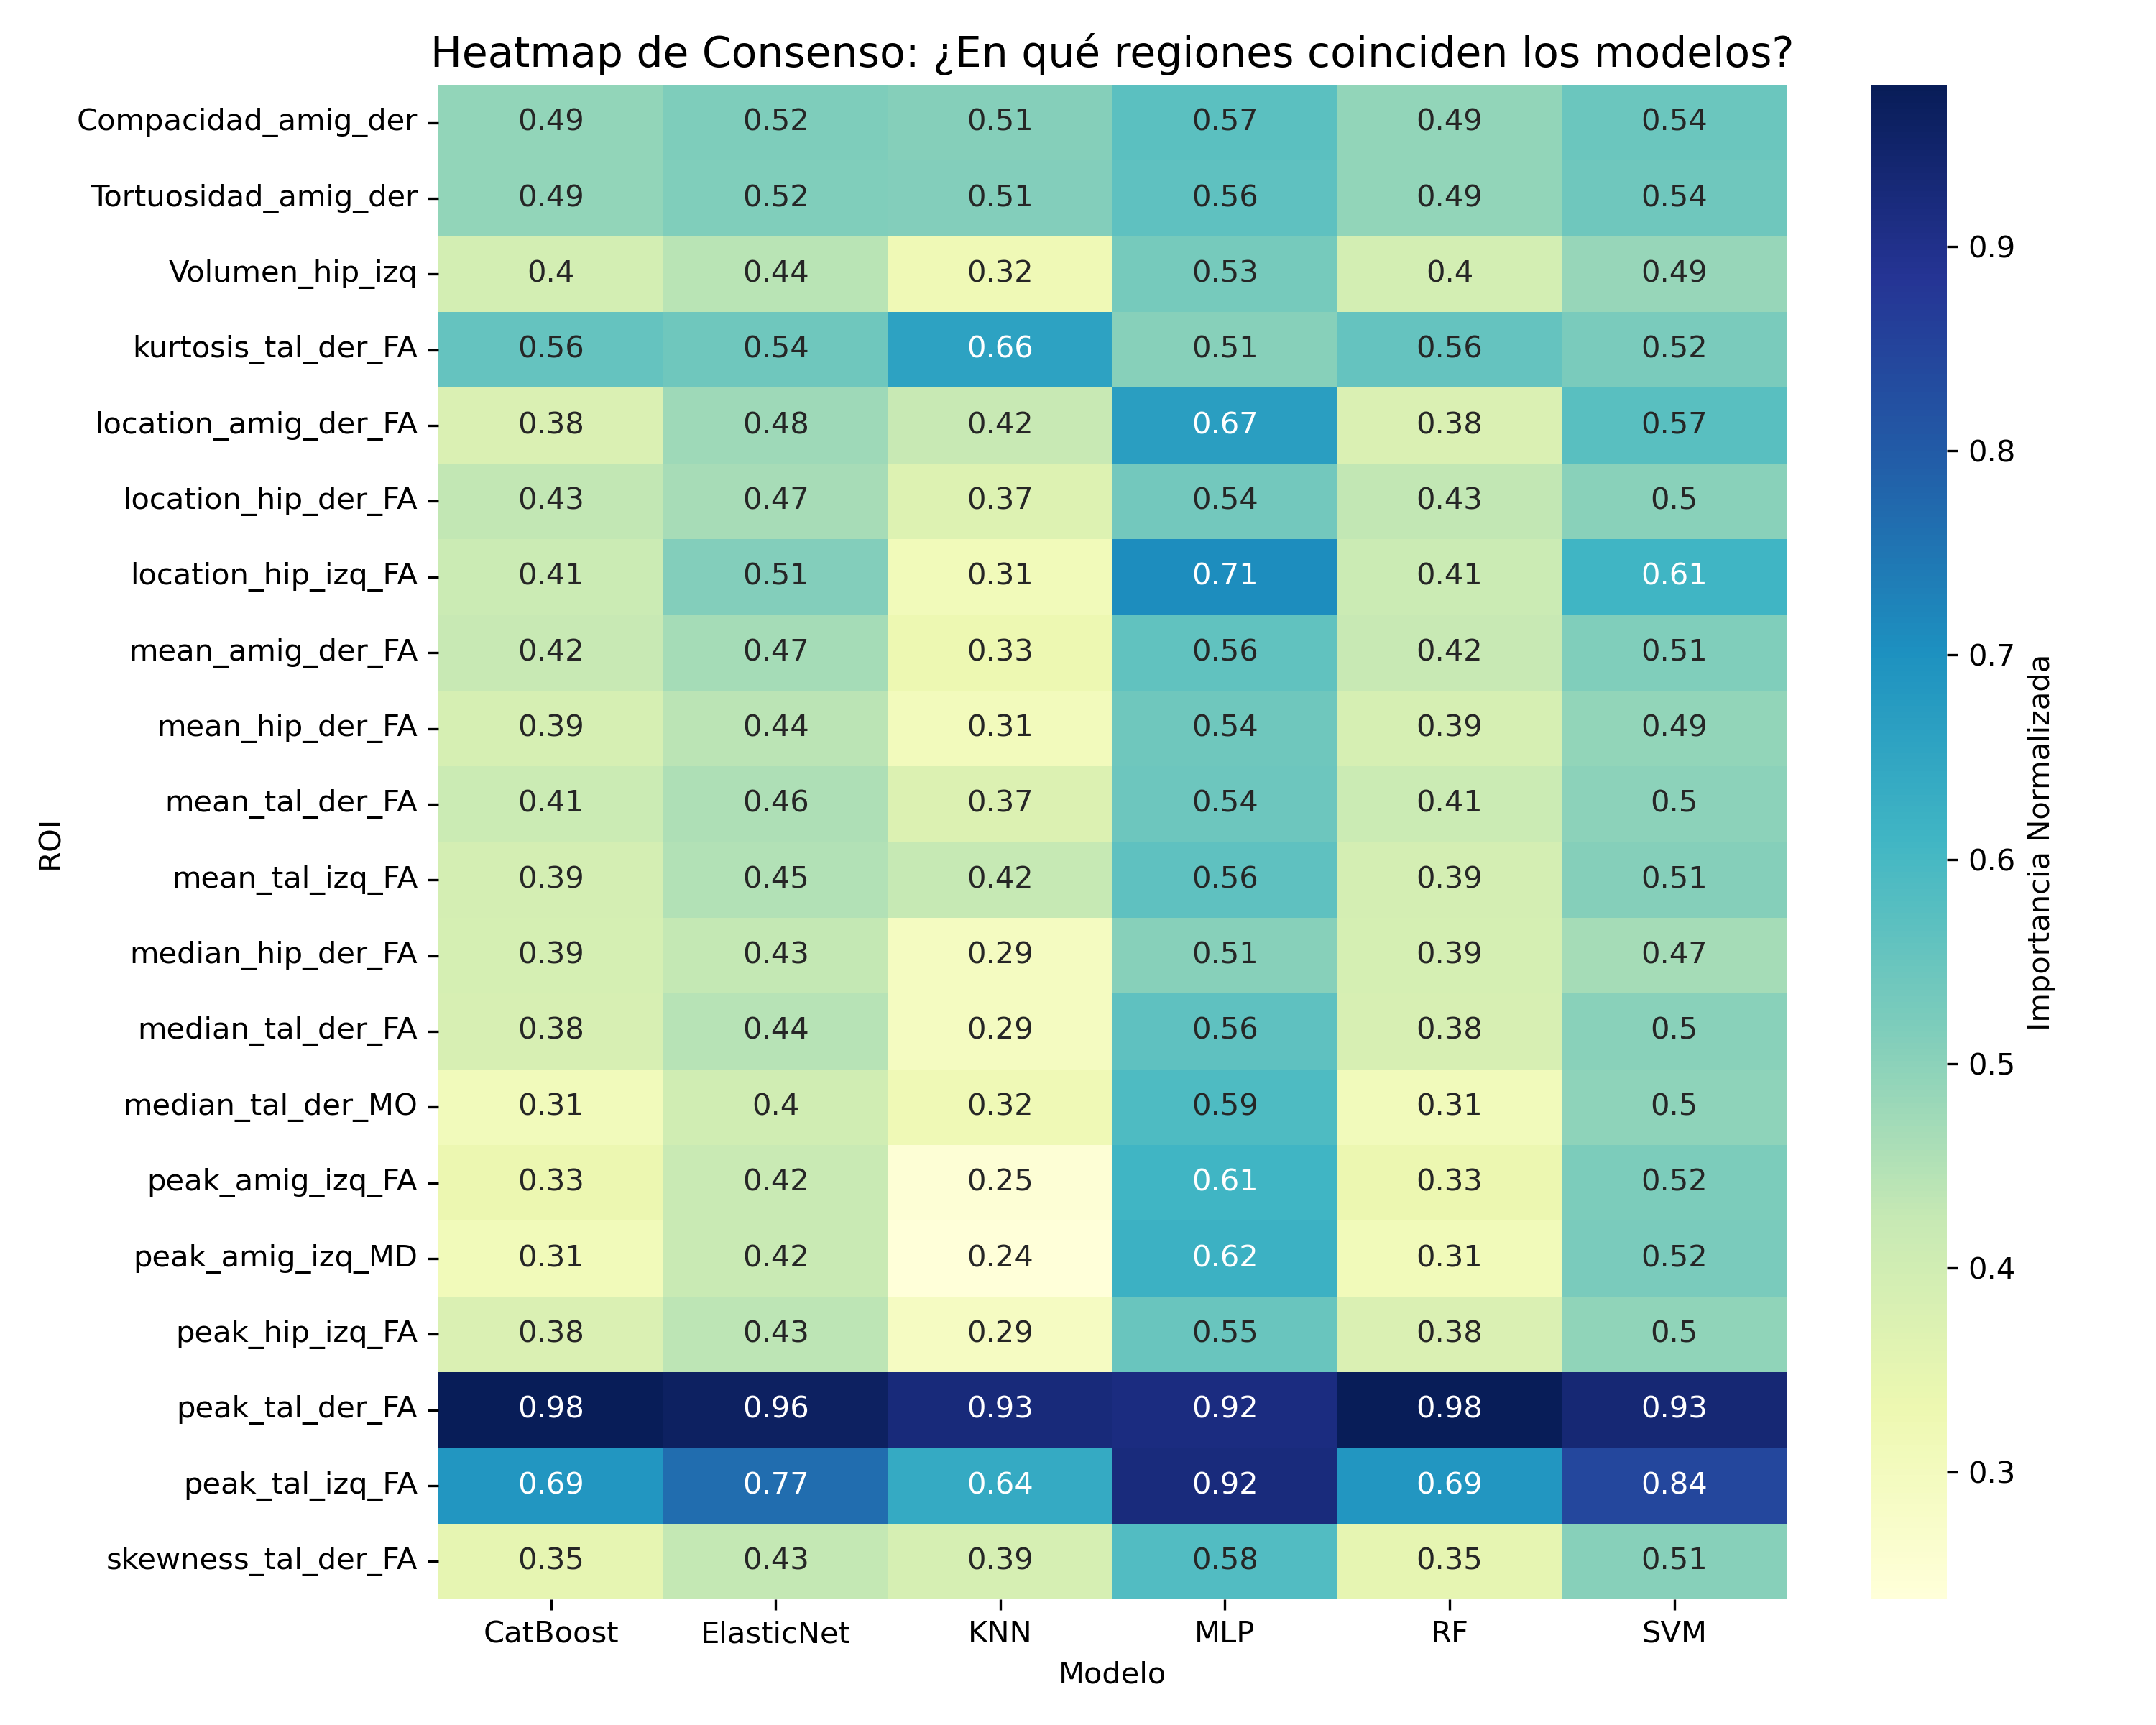 Heatmap de Consenso: ¿En qué regiones coinciden los modelos?
Compacidad_amig_der 0.49 0.52 0.51 0.57 0.49 0.54
Tortuosidad_amig_der 0.49 0.52 0.51 0.56 0.49 0.54
Volumen_hip_izq 0.4 0.44 0.32 0.53 0.4 0.49
kurtosis_tal_der_FA 0.56 0.54 0.66 0.51 0.56 0.52
location_amig_der_FA 0.38 0.48 0.42 0.67 0.38 0.57
location_hip_der_FA 0.43 0.47 0.37 0.54 0.43 0.5
location_hip_izq_FA 0.41 0.51 0.31 0.71 0.41 0.61
mean_amig_der_FA 0.42 0.47 0.33 0.56 0.42 0.51
mean_hip_der_FA 0.39 0.44 0.31 0.54 0.39 0.49
mean_tal_der_FA 0.41 0.46 0.37 0.54 0.41 0.5
mean_tal_izq_FA 0.39 0.45 0.42 0.56 0.39 0.51
median_hip_der_FA 0.39 0.43 0.29 0.51 0.39 0.47
median_tal_der_FA 0.38 0.44 0.29 0.56 0.38 0.5
median_tal_der_MO 0.31 0.4 0.32 0.59 0.31 0.5
peak_amig_izq_FA 0.33 0.42 0.25 0.61 0.33 0.52
peak_amig_izq_MD 0.31 0.42 0.24 0.62 0.31 0.52
peak_hip_izq_FA 0.38 0.43 0.29 0.55 0.38 0.5
peak_tal_der_FA 0.98 0.96 0.93 0.92 0.98 0.93
peak_tal_izq_FA 0.69 0.77 0.64 0.92 0.69 0.84
skewness_tal_der_FA 0.35 0.43 0.39 0.58 0.35 0.51
CatBoost ElasticNet KNN MLP RF SVM
Modelo
ROI
0.9
0.8
0.7
0.6
0.5
0.4
0.3
Importancia Normalizada